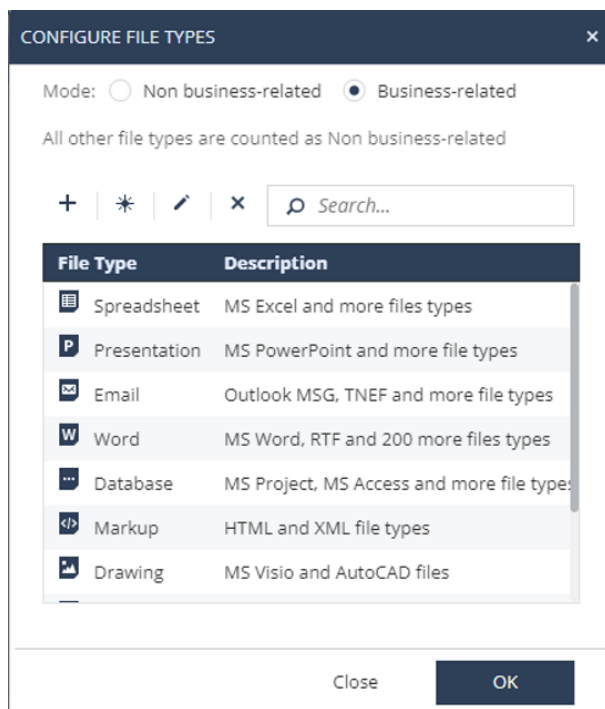 CONFIGURE FILE TYPES
Mode: Non business-related Business-related
All other file types are counted as Non business-related
Search...
File Type Description
Spreadsheet MS Excel and more files types
P Presentation MS PowerPoint and more file types
Email Outlook MSG, TNEF and more file types
W Word MS Word, RTF and 200 more files types
Database MS Project, MS Access and more file types
Markup HTML and XML file types
Drawing MS Visio and AutoCAD files
Close OK